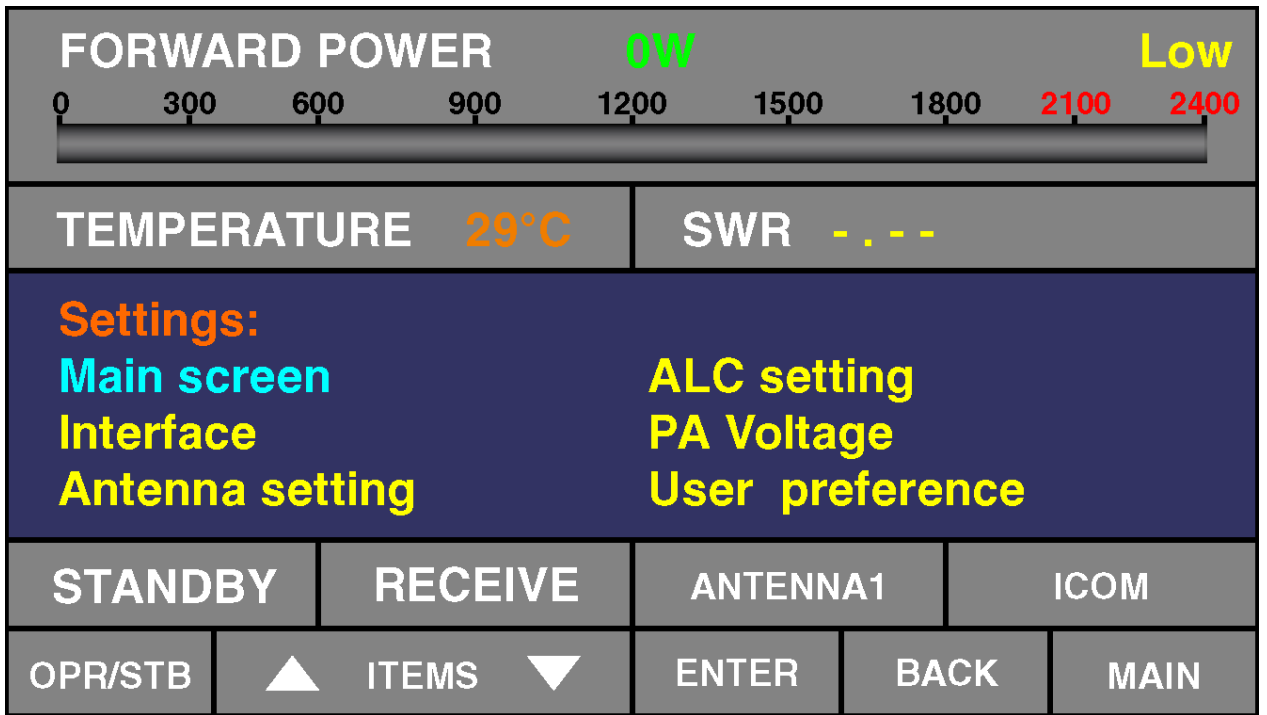 FORWARD POWER 0W Low
0 300 600 900 1200 1500 1800 2100 2400
TEMPERATURE 29°C SWR -.--
Settings:
Main screen ALC setting
Interface PA Voltage
Antenna setting User preference
STANDBY RECEIVE ANTENNA1 ICOM
OPR/STB ▲ ITEMS ▼ ENTER BACK MAIN